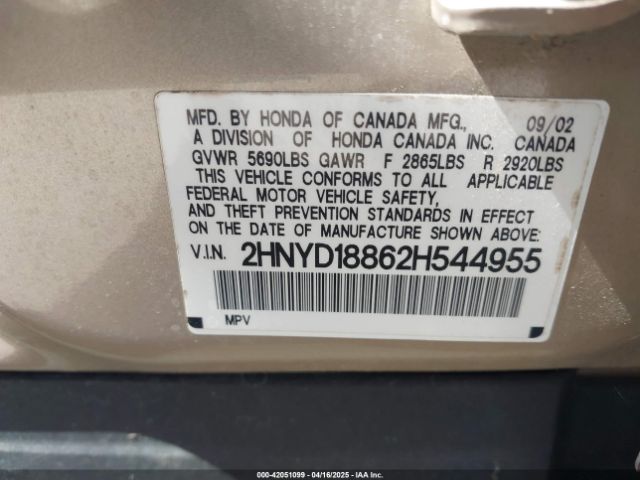 MFD. BY HONDA OF CANADA MFG., 09/02
A DIVISION OF HONDA CANADA INC. CANADA
GVWR 5690LBS GAWR F 2865LBS R 2920LBS
THIS VEHICLE CONFORMS TO ALL APPLICABLE
FEDERAL MOTOR VEHICLE SAFETY,
AND THEFT PREVENTION STANDARDS IN EFFECT
ON THE DATE OF MANUFACTURE SHOWN ABOVE.
V.I.N. 2HNYD18862H544955
MPV
000-42051099 - 04/16/2025 - IAA Inc.